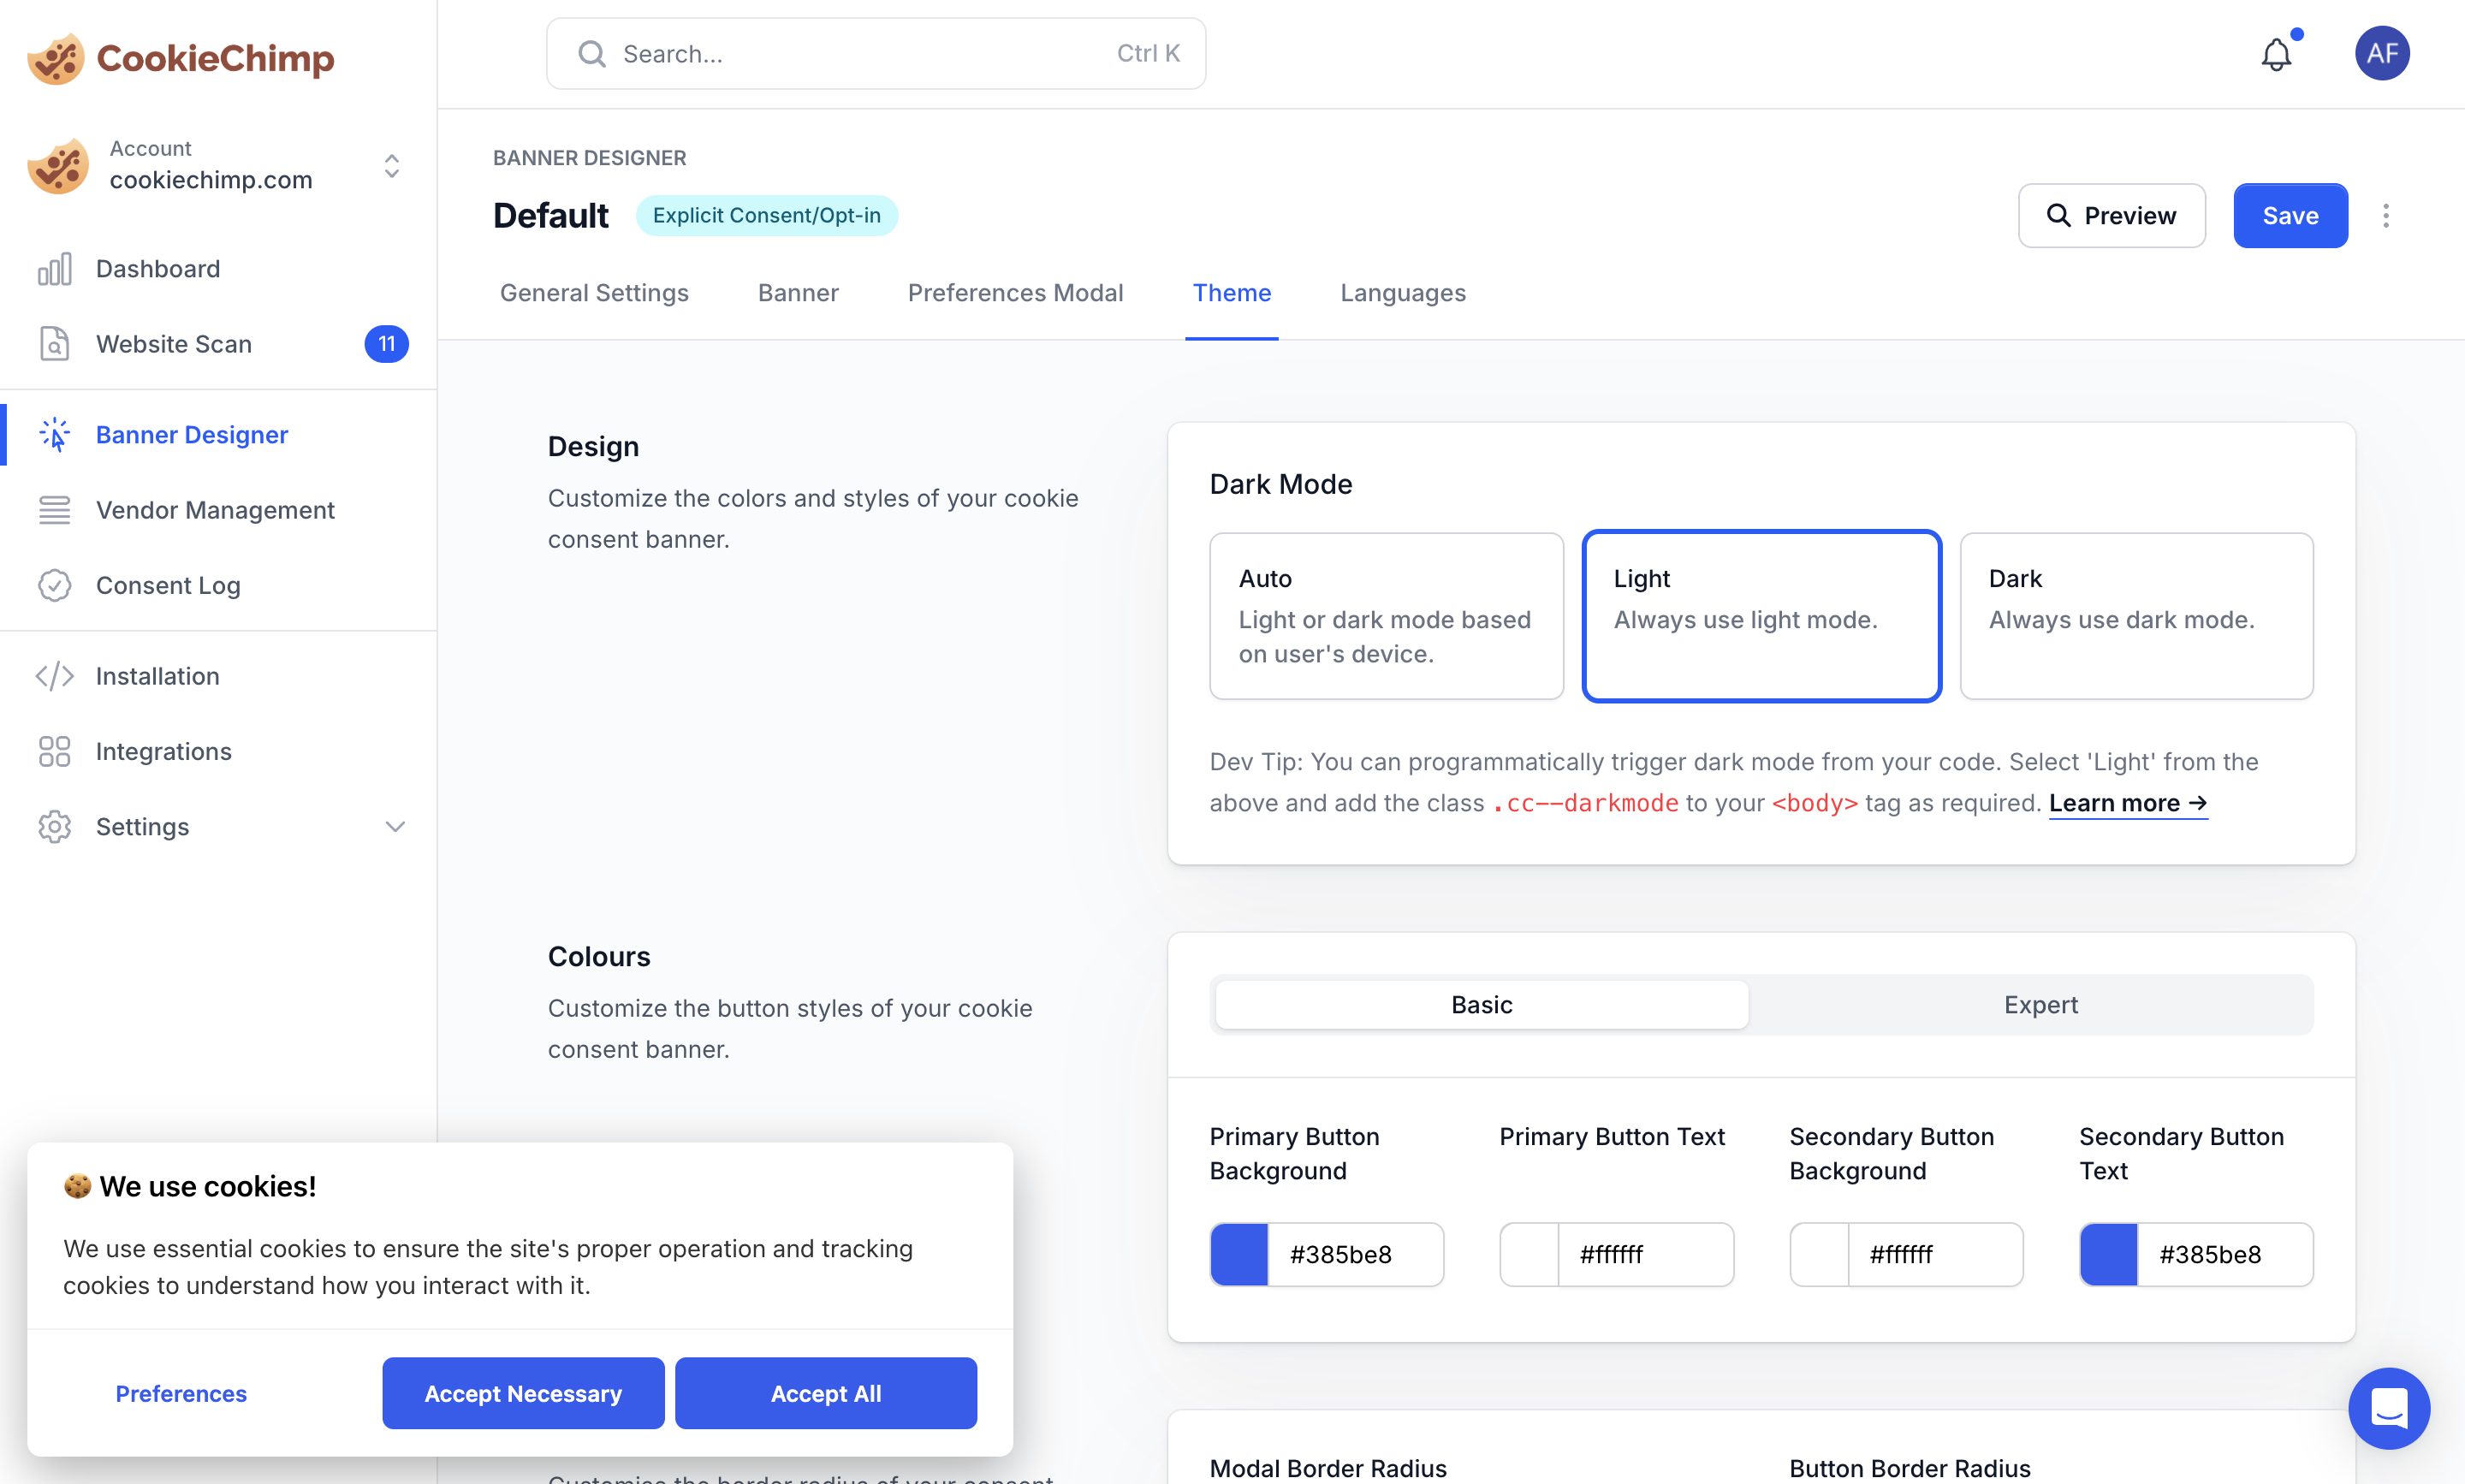 CookieChimp
Search...
Ctrl K
AF
Account
cookiechimp.com
Dashboard
Website Scan
11
Banner Designer
Vendor Management
Consent Log
Installation
Integrations
Settings
BANNER DESIGNER
Default
Explicit Consent/Opt-in
Preview
Save
General Settings
Banner
Preferences Modal
Theme
Languages
Design
Customize the colors and styles of your cookie
consent banner.
Dark Mode
Auto
Light or dark mode based
on user's device.
Light
Always use light mode.
Dark
Always use dark mode.
Dev Tip: You can programmatically trigger dark mode from your code. Select 'Light' from the
above and add the class .cc--darkmode to your <body> tag as required. Learn more →
Colours
Customize the button styles of your cookie
consent banner.
Basic
Expert
Primary Button
Background
#385be8
Primary Button Text
#ffffff
Secondary Button
Background
#ffffff
Secondary Button
Text
#385be8
Modal Border Radius
Button Border Radius
Customise the border radius of your consent
We use cookies!
We use essential cookies to ensure the site's proper operation and tracking
cookies to understand how you interact with it.
Preferences
Accept Necessary
Accept All